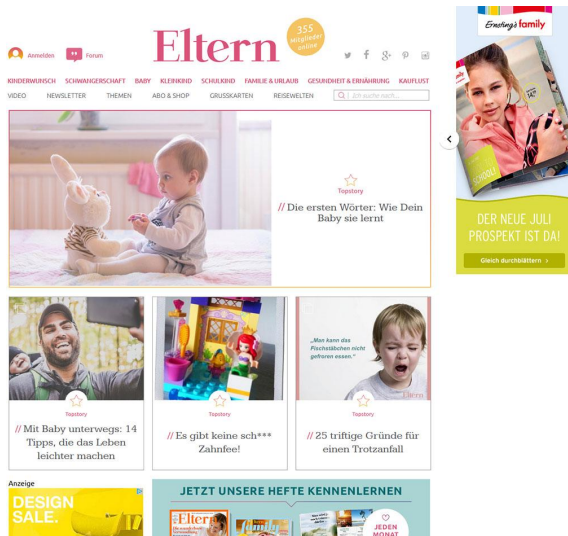 Anmelden
Forum
Eltern
355
Mitglieder
online
KINDERWUNSCH SCHWANGERSCHAFT BABY KLEINKIND SCHULKIND FAMILIE & URLAUB GESUNDHEIT & ERNÄHRUNG KAUFLUST
VIDEO NEWSLETTER THEMEN ABO & SHOP GRUSSKARTEN REISEWELTEN
Ich suche nach...
Topstory
// Die ersten Wörter: Wie Dein
Baby sie lernt
Topstory
// Mit Baby unterwegs: 14
Tipps, die das Leben
leichter machen
Topstory
// Es gibt keine sch***
Zahnfee!
„Man kann das
Fischstäbchen nicht
gefroren essen."
Eltern
Topstory
// 25 triftige Gründe für
einen Trotzanfall
Anzeige
DESIGN
SALE.
JETZT UNSERE HEFTE KENNENLERNEN
Eltern
JEDEN
MONAT
Ernsting's family
DER NEUE JULI
PROSPEKT IST DA!
Gleich durchblättern ›